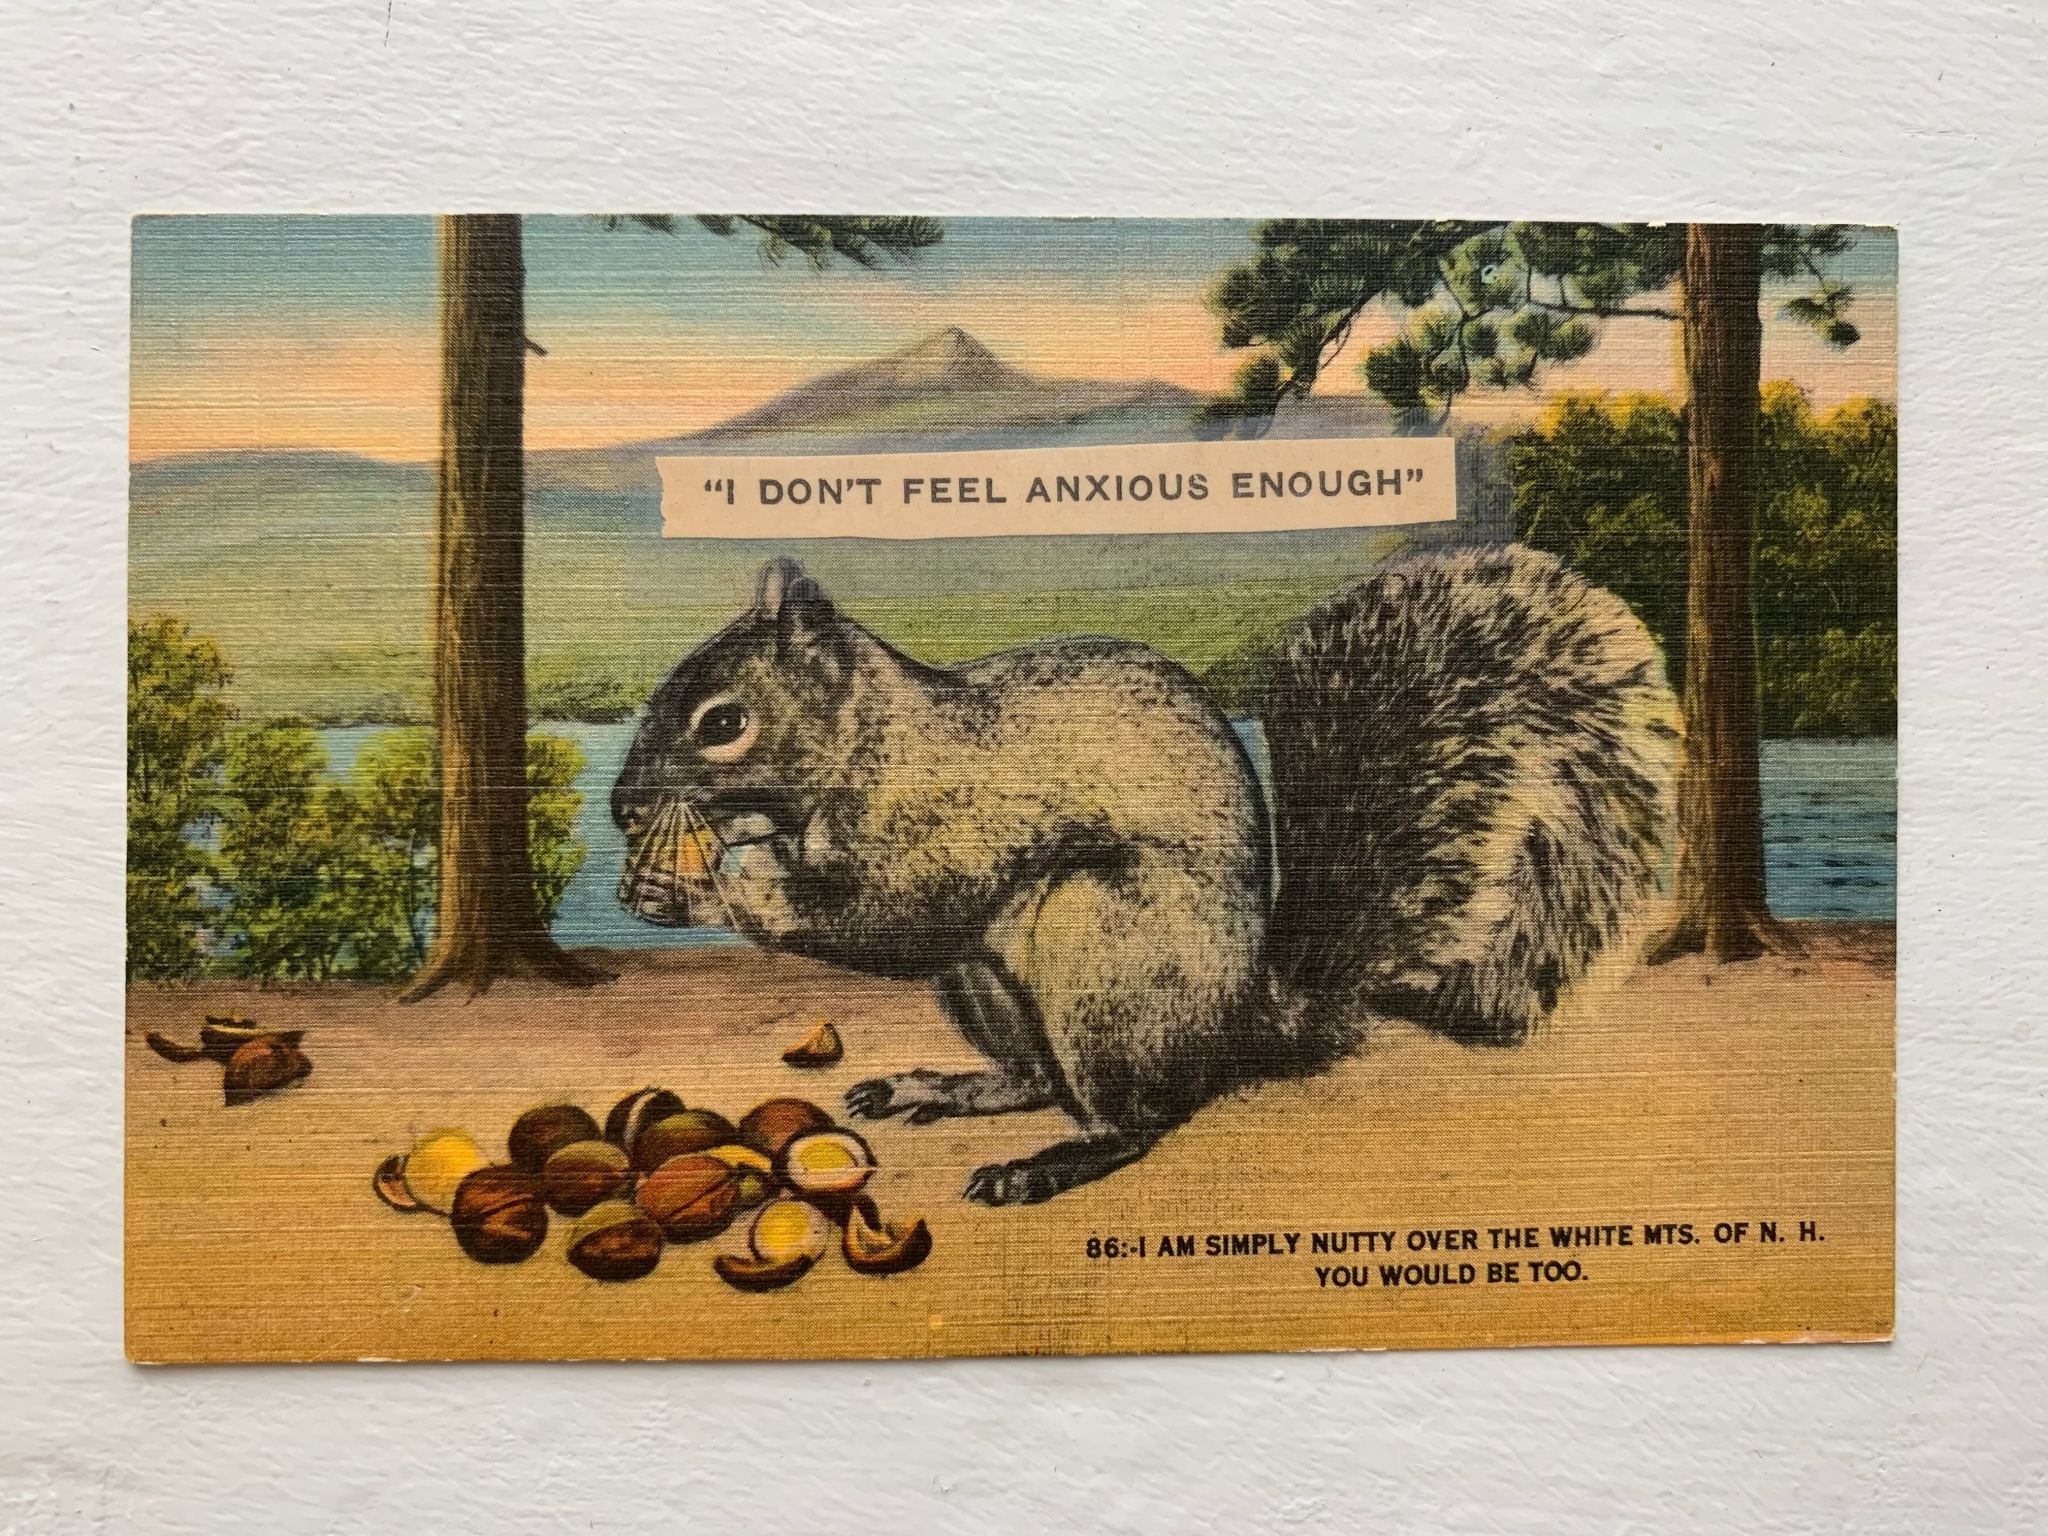 “I DON’T FEEL ANXIOUS ENOUGH”
86:-I AM SIMPLY NUTTY OVER THE WHITE MTS. OF N. H.
YOU WOULD BE TOO.